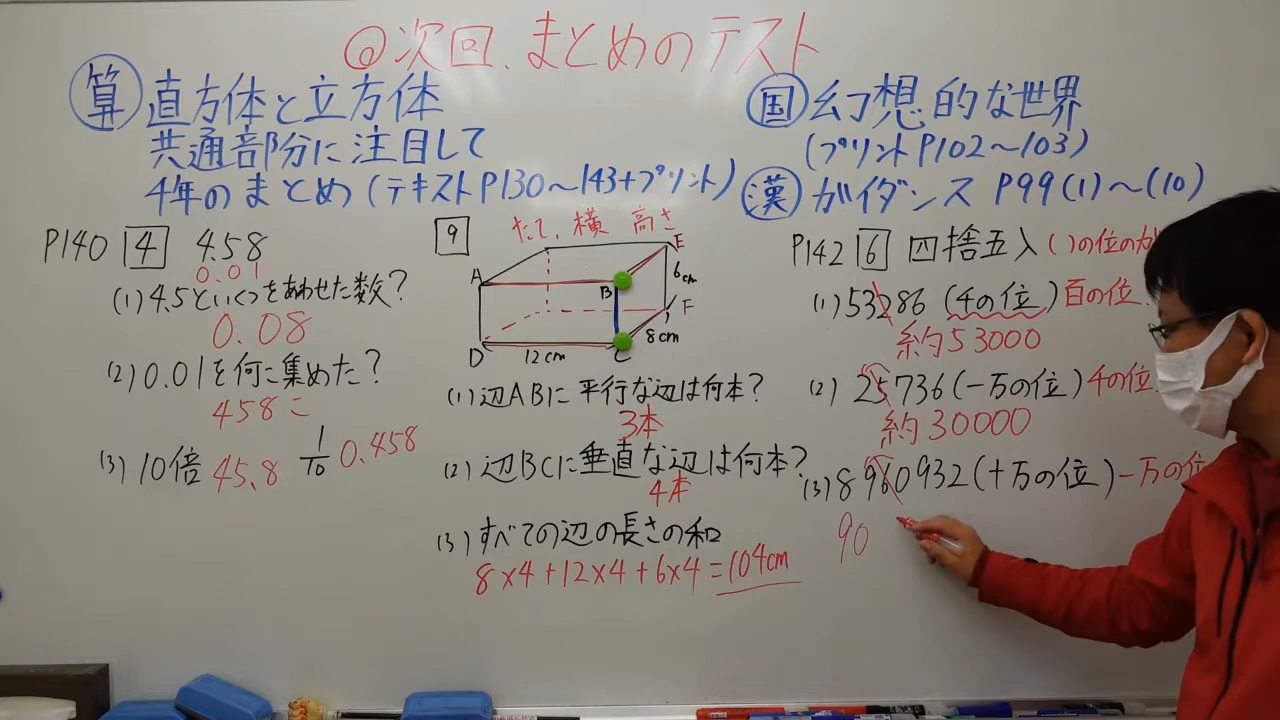 @次回、まとめのテスト
算 直方体と立方体
共通部分に注目して
4年のまとめ(テキストP130〜143+プリント)
国 幻想的な世界
(プリントP102〜103)
漢 ガイダンス P99(1)〜(10)
P140 4 4.58
0.01
(1)4.5といくつをあわせた数?
0.08
(2)0.01を何こ集めた?
458こ
(3)10倍 45.8 1/10 0.458
9 たて、横 高さ
A
B
E
6cm
F
8cm
D
12cm
C
(1)辺ABに平行な辺は何本?
3本
(2)辺BCに垂直な辺は何本?
4本
(3)すべての辺の長さの和
8×4+12×4+6×4=104cm
P142 6 四捨五入 ( )の位の
(1)53286(千の位)百の位
約53000
(2)25736(一万の位)千の位
約30000
(3)8960932(十万の位)一万の位
90